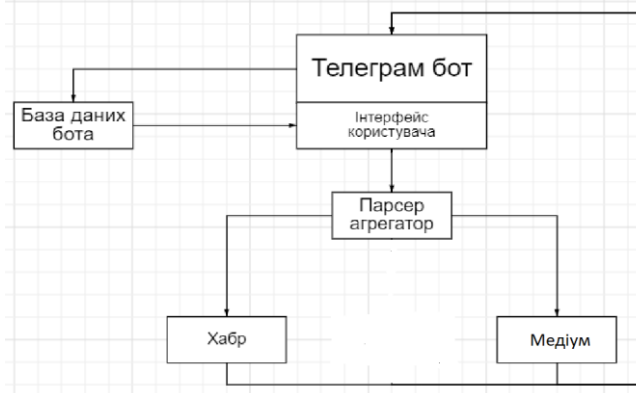 Телеграм бот
База даних
бота
Інтерфейс
користувача
Парсер
агрегатор
Хабр
Медіум